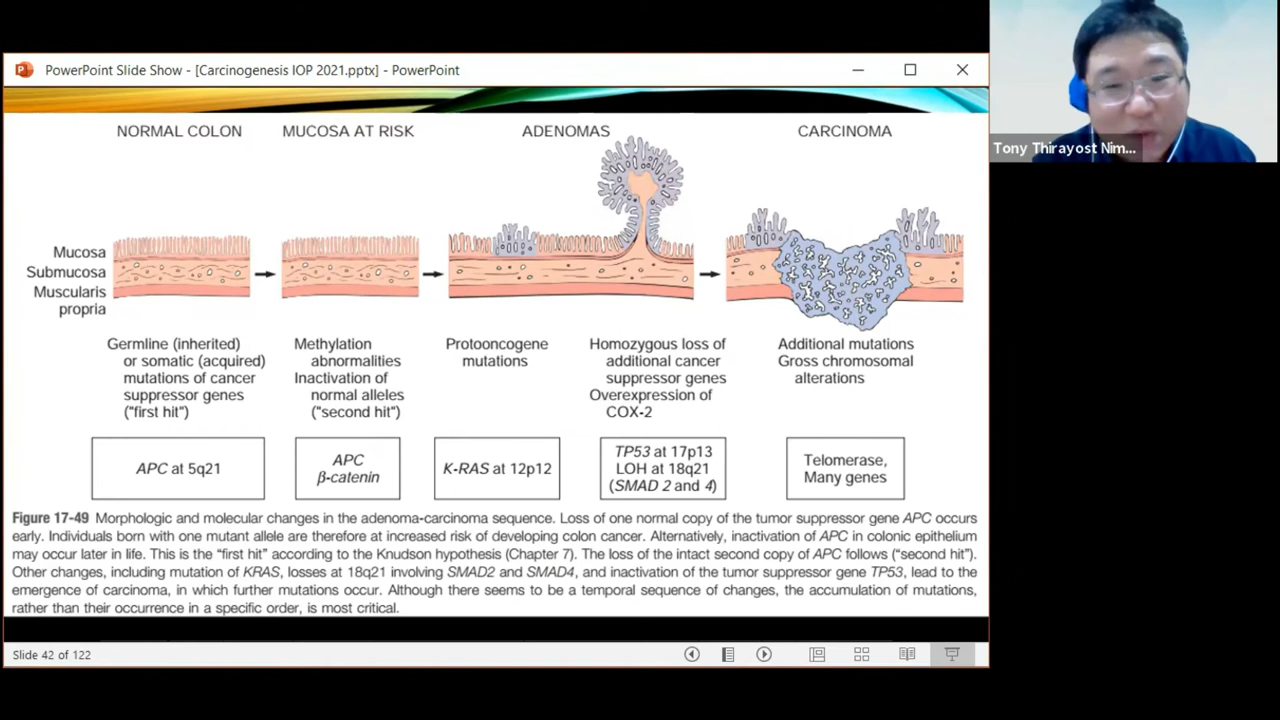 PowerPoint Slide Show - [Carcinogenesis IOP 2021.pptx] - PowerPoint
Tony Thirayost Nim...
NORMAL COLON
MUCOSA AT RISK
ADENOMAS
CARCINOMA
Mucosa
Submucosa
Muscularis
propria
Germline (inherited)
or somatic (acquired)
mutations of cancer
suppressor genes
("first hit")
Methylation
abnormalities
Inactivation of
normal alleles
("second hit")
Protooncogene
mutations
Homozygous loss of
additional cancer
suppressor genes
Overexpression of
COX-2
Additional mutations
Gross chromosomal
alterations
APC at 5q21
APC
β-catenin
K-RAS at 12p12
TP53 at 17p13
LOH at 18q21
(SMAD 2 and 4)
Telomerase,
Many genes
Figure 17-49 Morphologic and molecular changes in the adenoma-carcinoma sequence. Loss of one normal copy of the tumor suppressor gene APC occurs
early. Individuals born with one mutant allele are therefore at increased risk of developing colon cancer. Alternatively, inactivation of APC in colonic epithelium
may occur later in life. This is the "first hit" according to the Knudson hypothesis (Chapter 7). The loss of the intact second copy of APC follows ("second hit").
Other changes, including mutation of KRAS, losses at 18q21 involving SMAD2 and SMAD4, and inactivation of the tumor suppressor gene TP53, lead to the
emergence of carcinoma, in which further mutations occur. Although there seems to be a temporal sequence of changes, the accumulation of mutations,
rather than their occurrence in a specific order, is most critical.
Slide 42 of 122